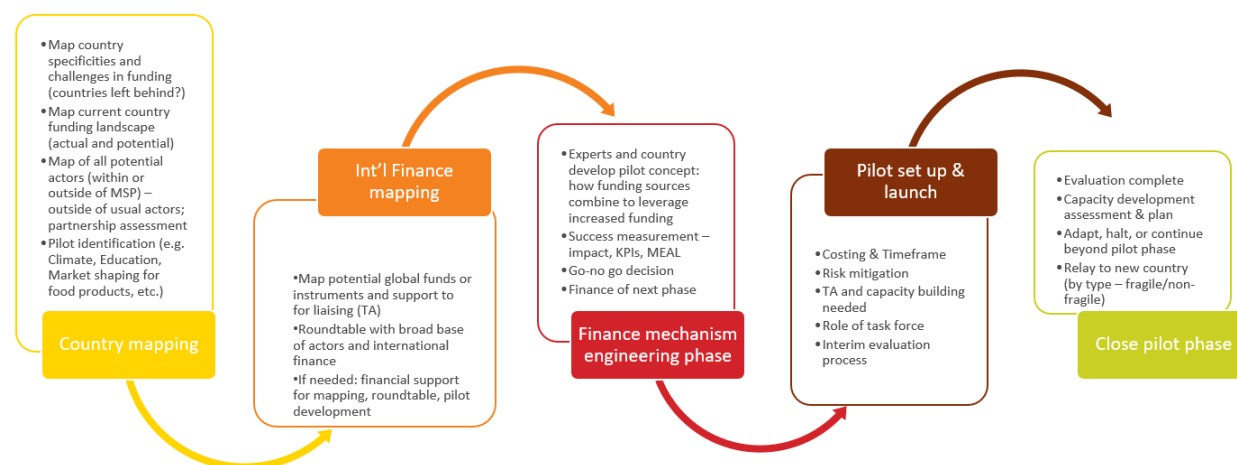 •Map country
specificities and
challenges in funding
(countries left behind?)
•Map current country
funding landscape
(actual and potential)
•Map of all potential
actors (within or
outside of MSP) –
outside of usual actors;
partnership assessment
•Pilot identification (e.g.
Climate, Education,
Market shaping for
food products, etc.)
Country mapping
Int'l Finance
mapping
•Map potential global funds or
instruments and support to
for liaising (TA)
•Roundtable with broad base
of actors and international
finance
•If needed: financial support
for mapping, roundtable, pilot
development
•Experts and country
develop pilot concept:
how funding sources
combine to leverage
increased funding
•Success measurement –
impact, KPIs, MEAL
•Go-no go decision
•Finance of next phase
Finance mechanism
engineering phase
Pilot set up &
launch
•Costing & Timeframe
•Risk mitigation
•TA and capacity building
needed
•Role of task force
•Interim evaluation
process
•Evaluation complete
•Capacity development
assessment & plan
•Adapt, halt, or continue
beyond pilot phase
•Relay to new country
(by type – fragile/non-
fragile)
Close pilot phase